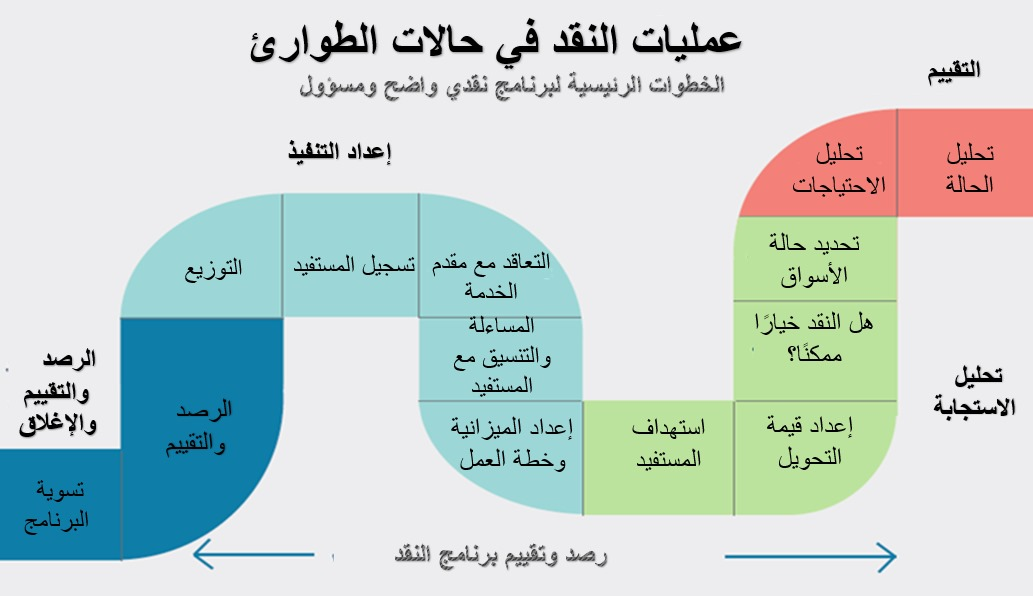 عمليات النقد في حالات الطوارئ
الخطوات الرئيسية لبرنامج نقدي واضح ومسؤول
التقييم
تحليل
الحالة
تحليل
الاحتياجات
تحديد حالة
الأسواق
هل النقد خيارًا
ممكنًا؟
تحليل
الاستجابة
إعداد قيمة
التحويل
استهداف
المستفيد
إعداد الميزانية
وخطة العمل
المساءلة
والتنسيق مع
المستفيد
التعاقد مع مقدم
الخدمة
إعداد التنفيذ
تسجيل المستفيد
التوزيع
الرصد
والتقييم
الرصد
والتقييم
والإغلاق
تسوية
البرنامج
رصد وتقييم برنامج النقد